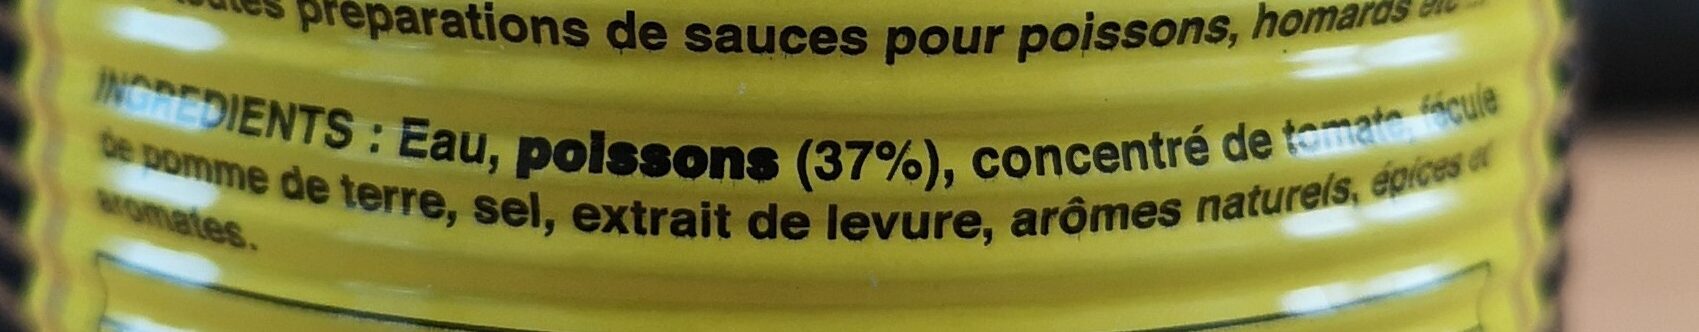 préparations de sauces pour poissons, homards etc...
INGREDIENTS : Eau, poissons (37%), concentré de tomate, fécule
de pomme de terre, sel, extrait de levure, arômes naturels, épices et
aromates.